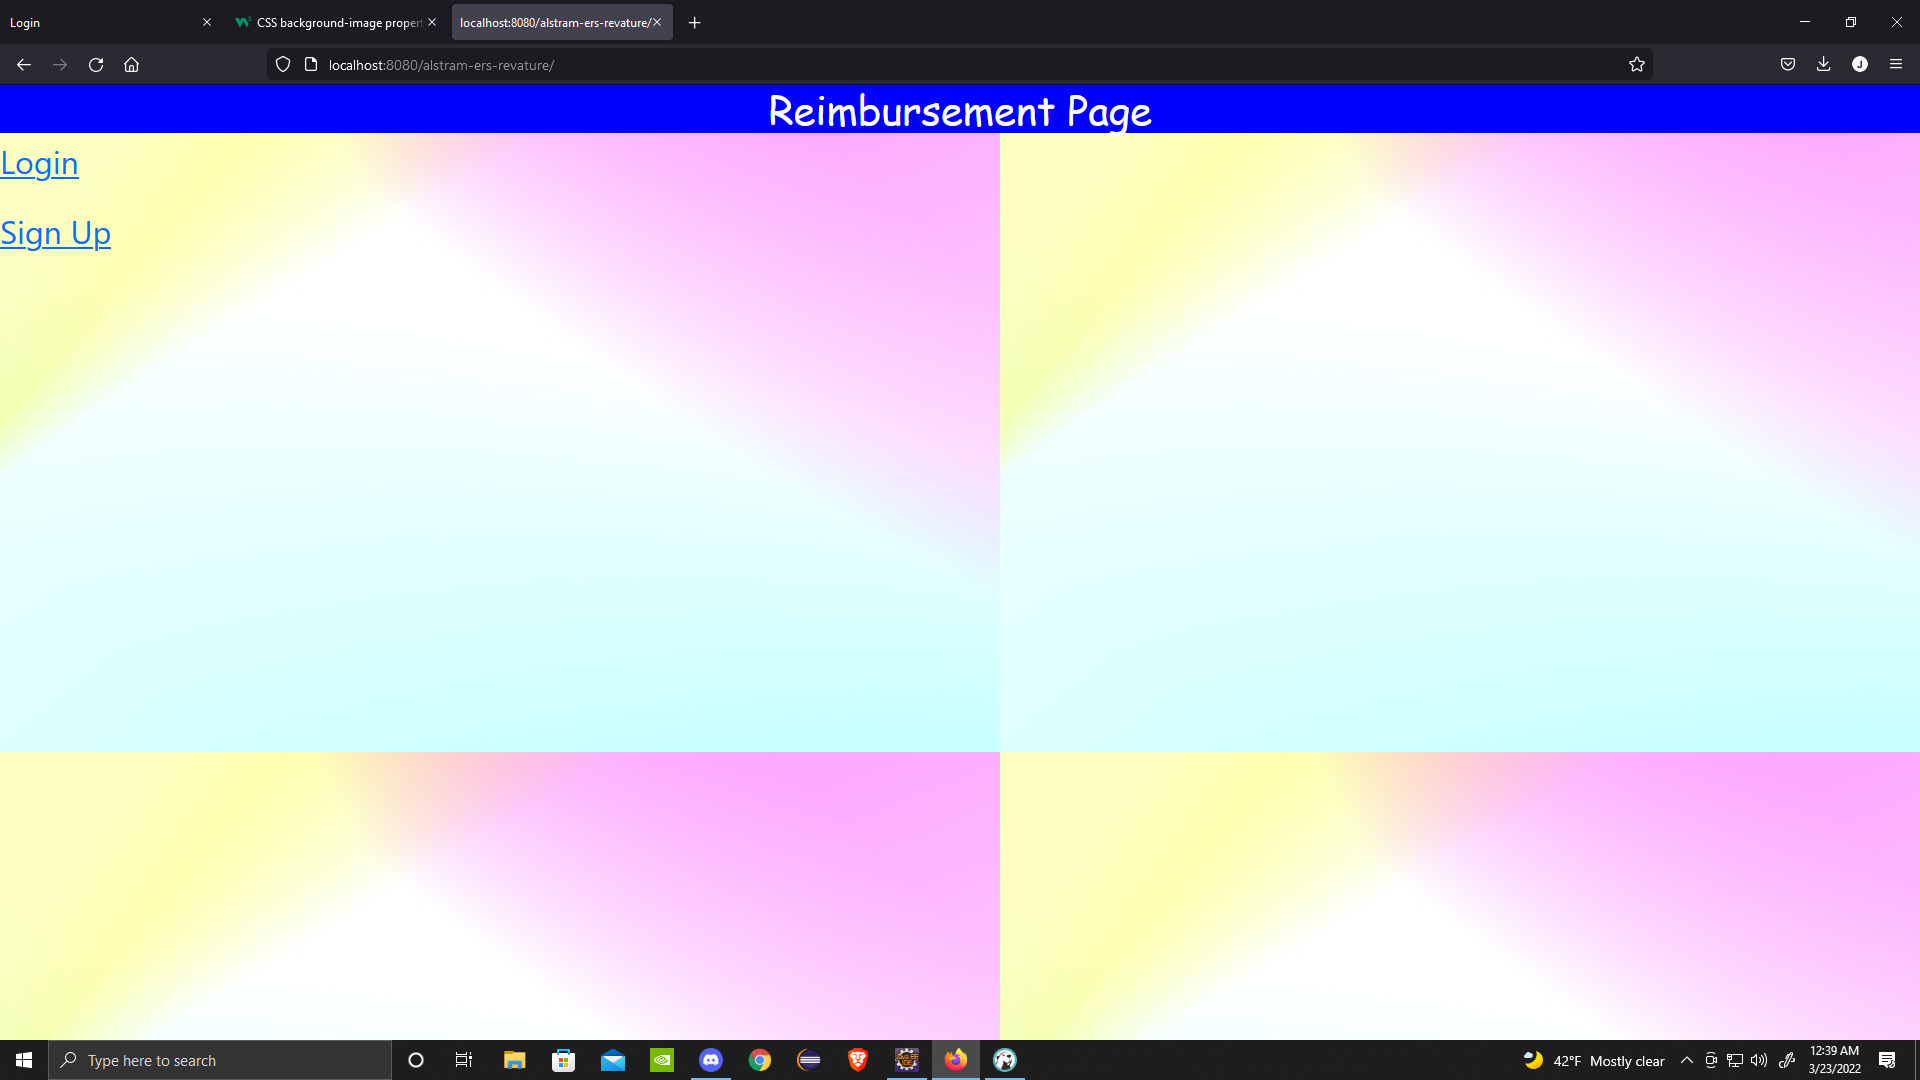 Login
CSS background-image propert
localhost:8080/alstram-ers-revature/
localhost:8080/alstram-ers-revature/
J
Reimbursement Page
Login
Sign Up
Type here to search
42°F Mostly clear
12:39 AM
3/23/2022